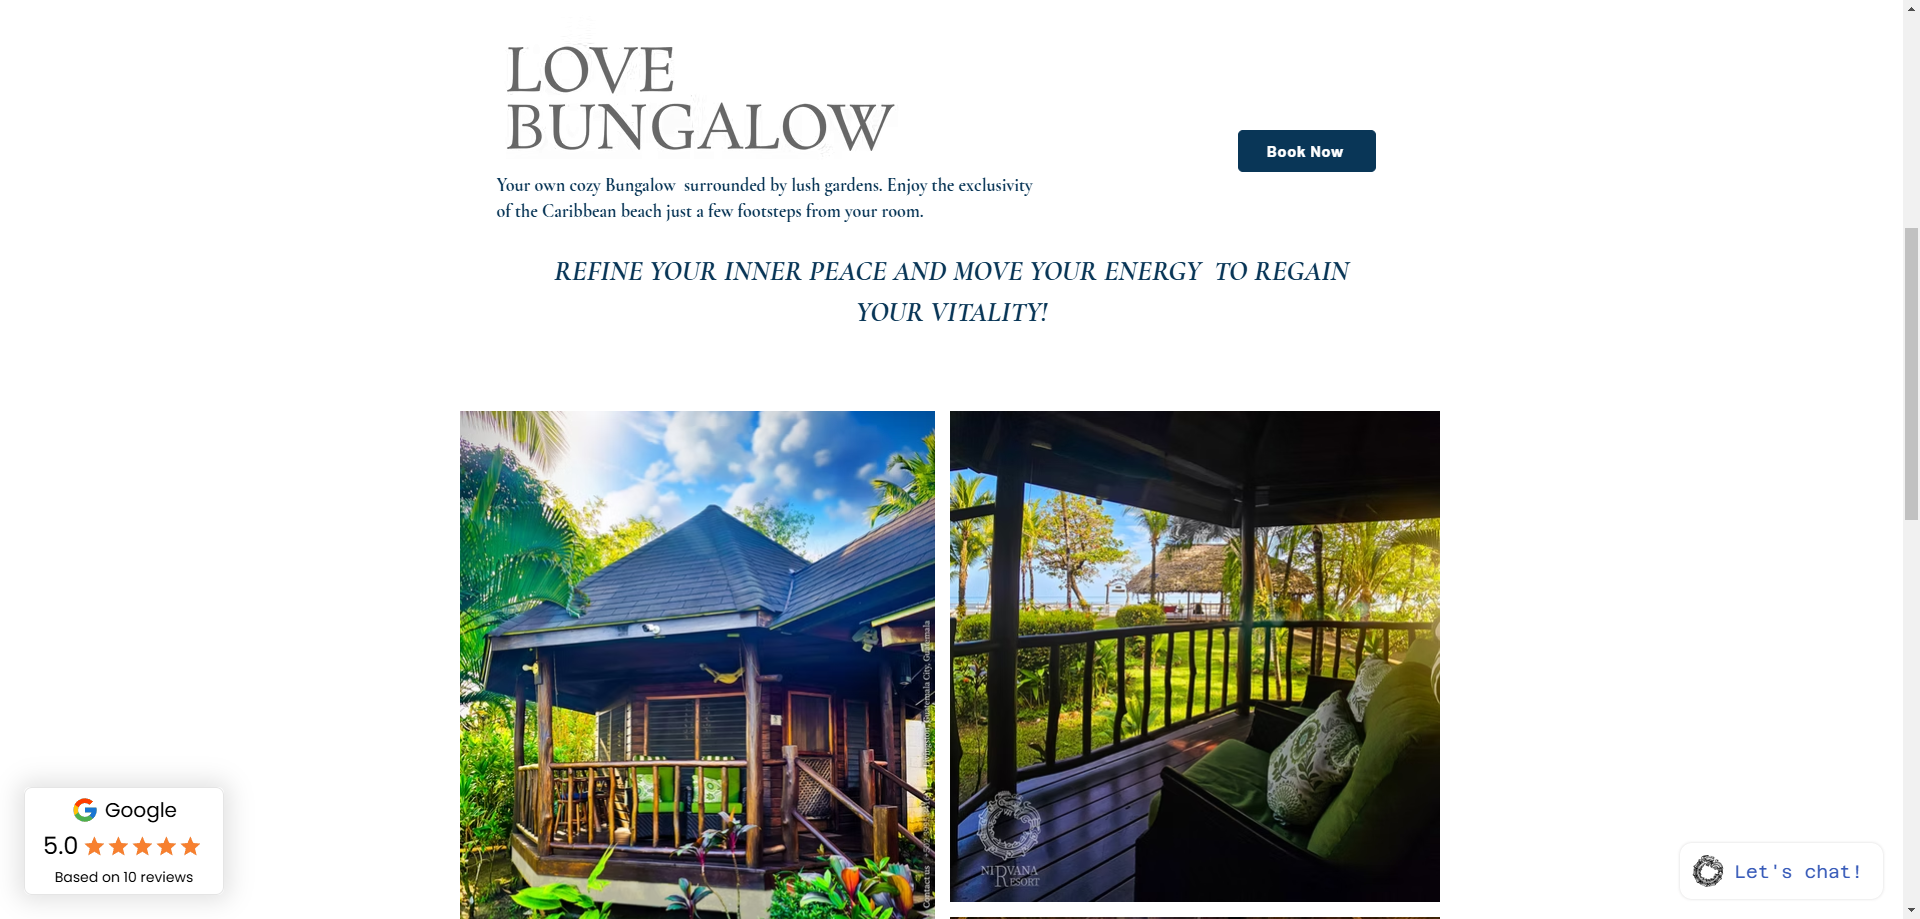 LOVE
BUNGALOW
Book Now
Your own cozy Bungalow  surrounded by lush gardens. Enjoy the exclusivity
of the Caribbean beach just a few footsteps from your room.
REFINE YOUR INNER PEACE AND MOVE YOUR ENERGY  TO REGAIN
YOUR VITALITY!
Guatemala City, Guatemala
Contact us
NIRVANA
RESORT
Google
5.0
Based on 10 reviews
Let's chat!